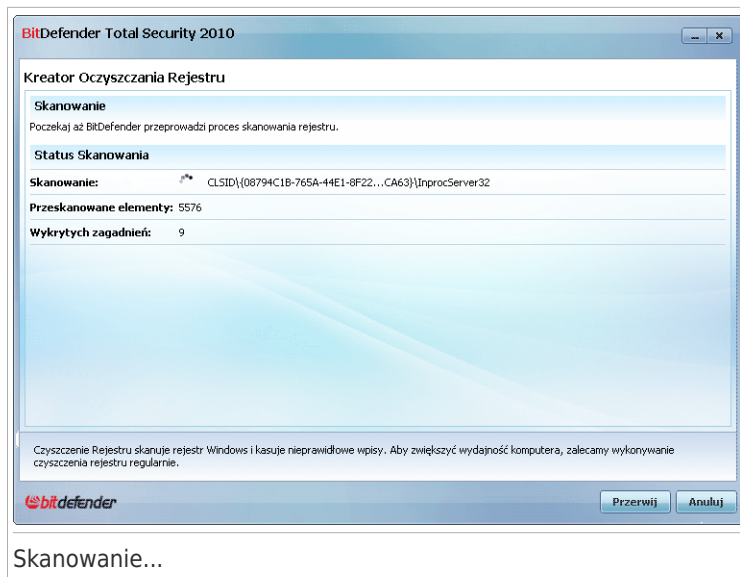 BitDefender Total Security 2010
Kreator Oczyszczania Rejestru
Skanowanie
Poczekaj aż BitDefender przeprowadzi proces skanowania rejestru.
Status Skanowania
Skanowanie: CLSID\{08794C1B-765A-44E1-8F22...CA63}\InprocServer32
Przeskanowane elementy: 5576
Wykrytych zagadnień: 9
Czyszczenie Rejestru skanuje rejestr Windows i kasuje nieprawidłowe wpisy. Aby zwiększyć wydajność komputera, zalecamy wykonywanie
czyszczenia rejestru regularnie.
bitdefender
Przerwij Anuluj
Skanowanie...